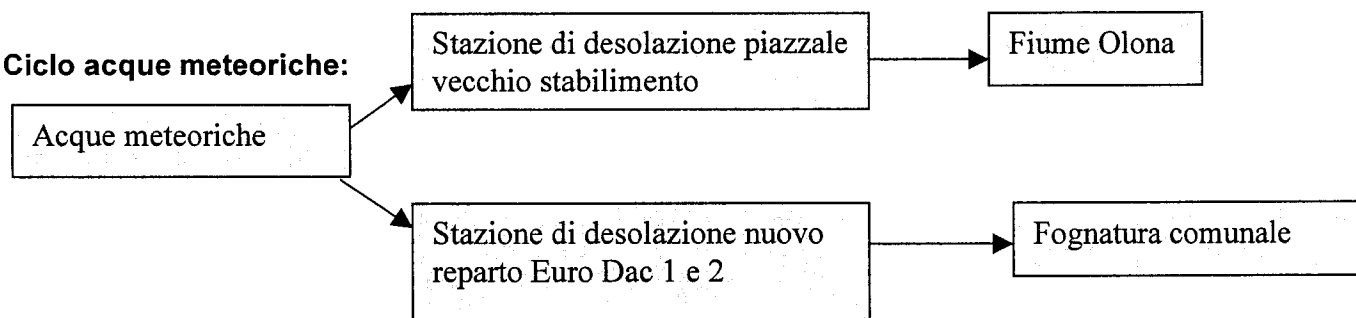 Ciclo acque meteoriche:
Acque meteoriche
Stazione di desolazione piazzale
vecchio stabilimento
Fiume Olona
Stazione di desolazione nuovo
reparto Euro Dac 1 e 2
Fognatura comunale